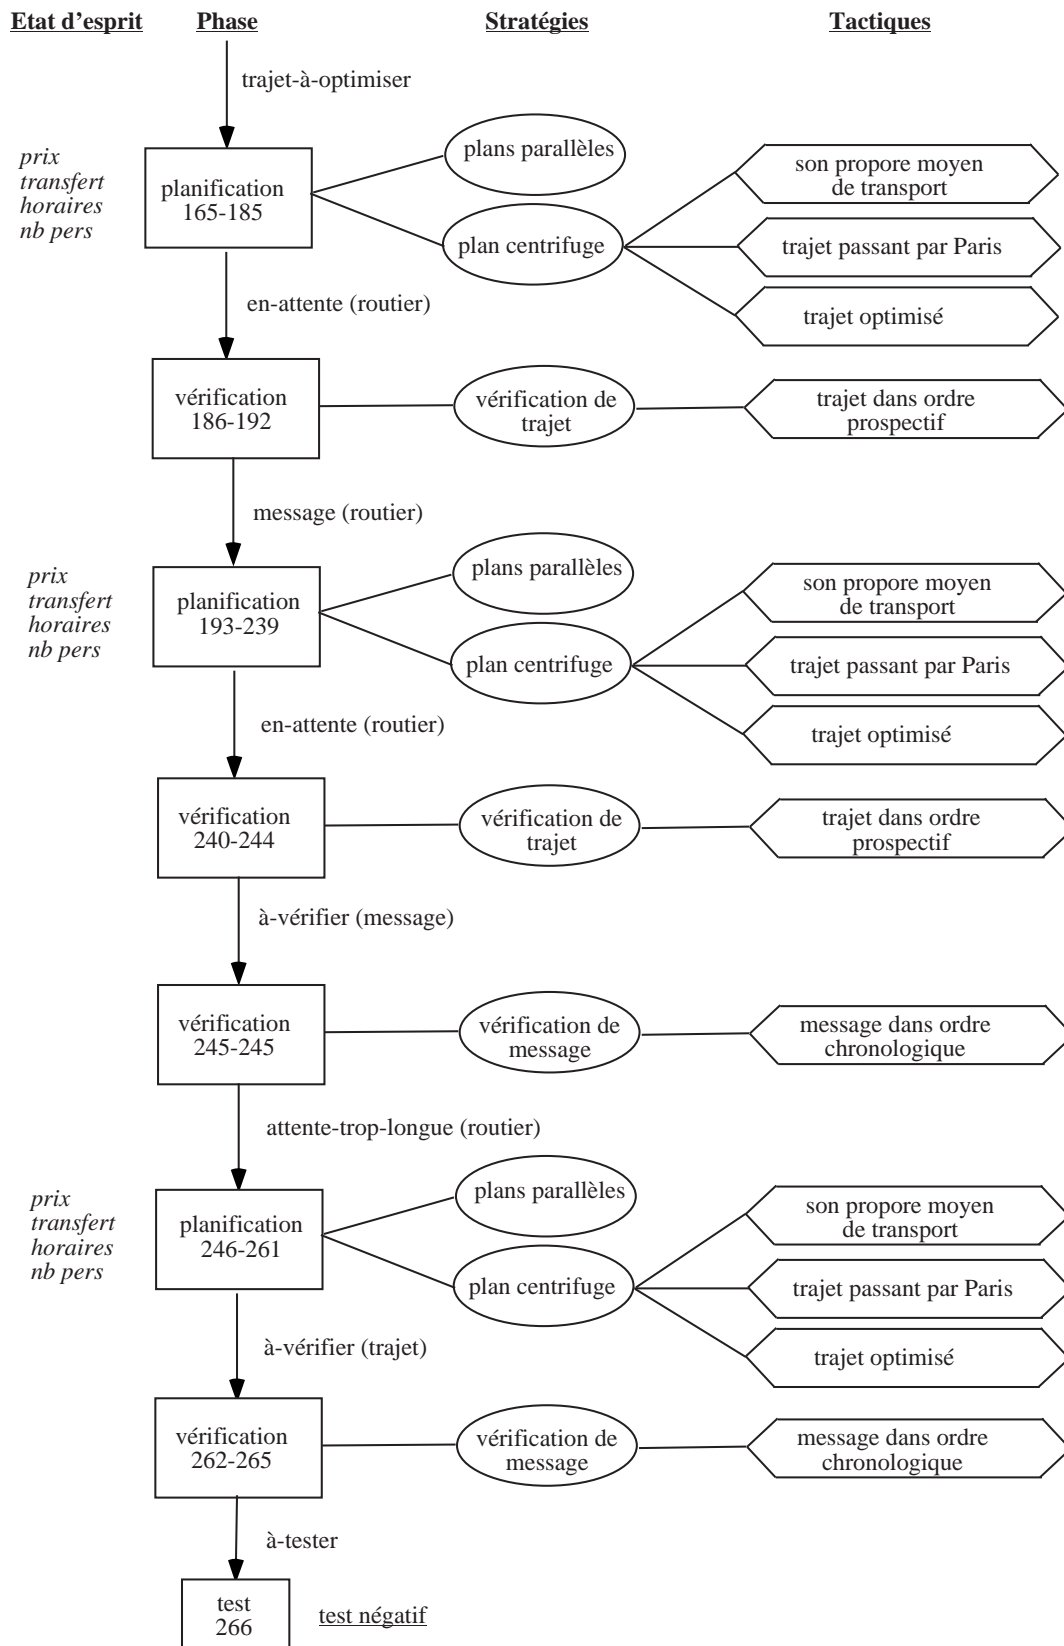 Etat d’esprit Phase Stratégies Tactiques
trajet-à-optimiser
prix
transfert
horaires
nb pers
planification
165-185
plans parallèles
plan centrifuge
son propore moyen
de transport
trajet passant par Paris
trajet optimisé
en-attente (routier)
vérification
186-192
vérification de
trajet
trajet dans ordre
prospectif
message (routier)
prix
transfert
horaires
nb pers
planification
193-239
plans parallèles
plan centrifuge
son propore moyen
de transport
trajet passant par Paris
trajet optimisé
en-attente (routier)
vérification
240-244
vérification de
trajet
trajet dans ordre
prospectif
à-vérifier (message)
vérification
245-245
vérification de
message
message dans ordre
chronologique
attente-trop-longue (routier)
prix
transfert
horaires
nb pers
planification
246-261
plans parallèles
plan centrifuge
son propore moyen
de transport
trajet passant par Paris
trajet optimisé
à-vérifier (trajet)
vérification
262-265
vérification de
message
message dans ordre
chronologique
à-tester
test
266
test négatif